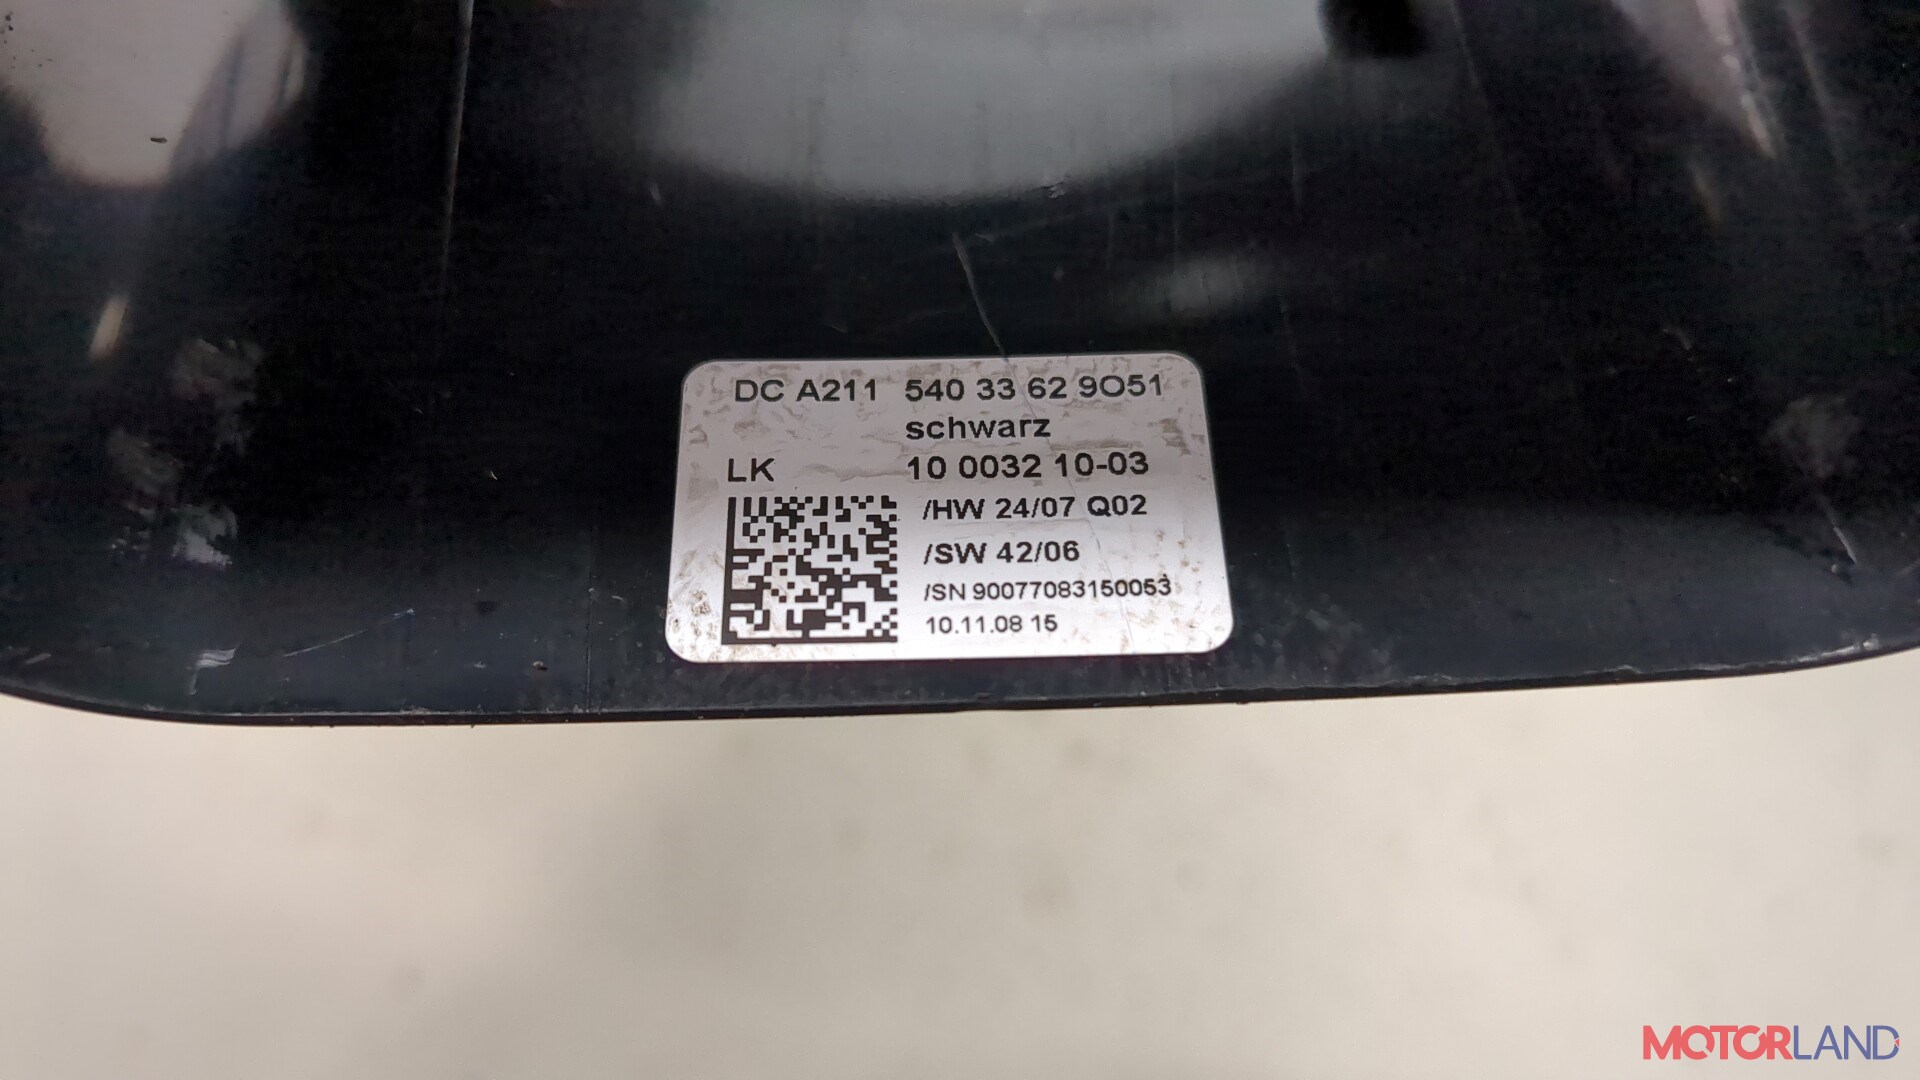 DC A211 540 33 62 9O51
schwarz
LK 10 0032 10-03
/HW 24/07 Q02
/SW 42/06
/SN 90077083150053
10.11.08 15
MOTORLAND